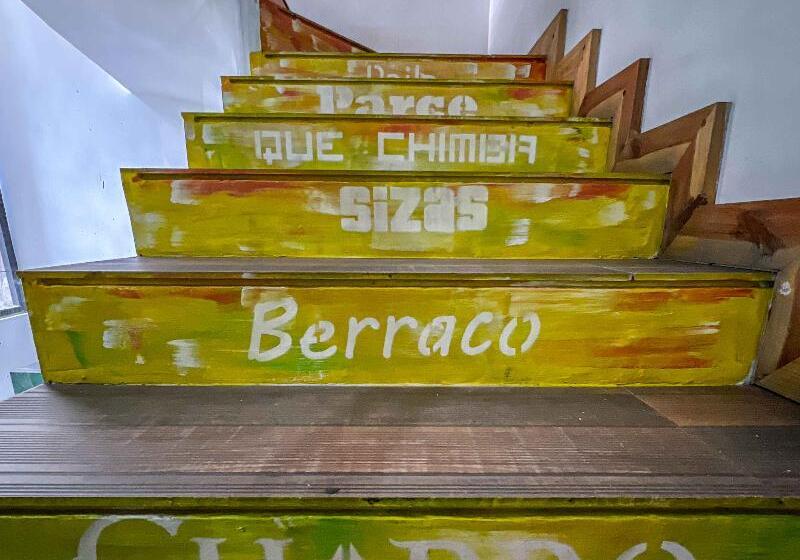 Parce
QUE CHIMBA
SizaS
Berraco